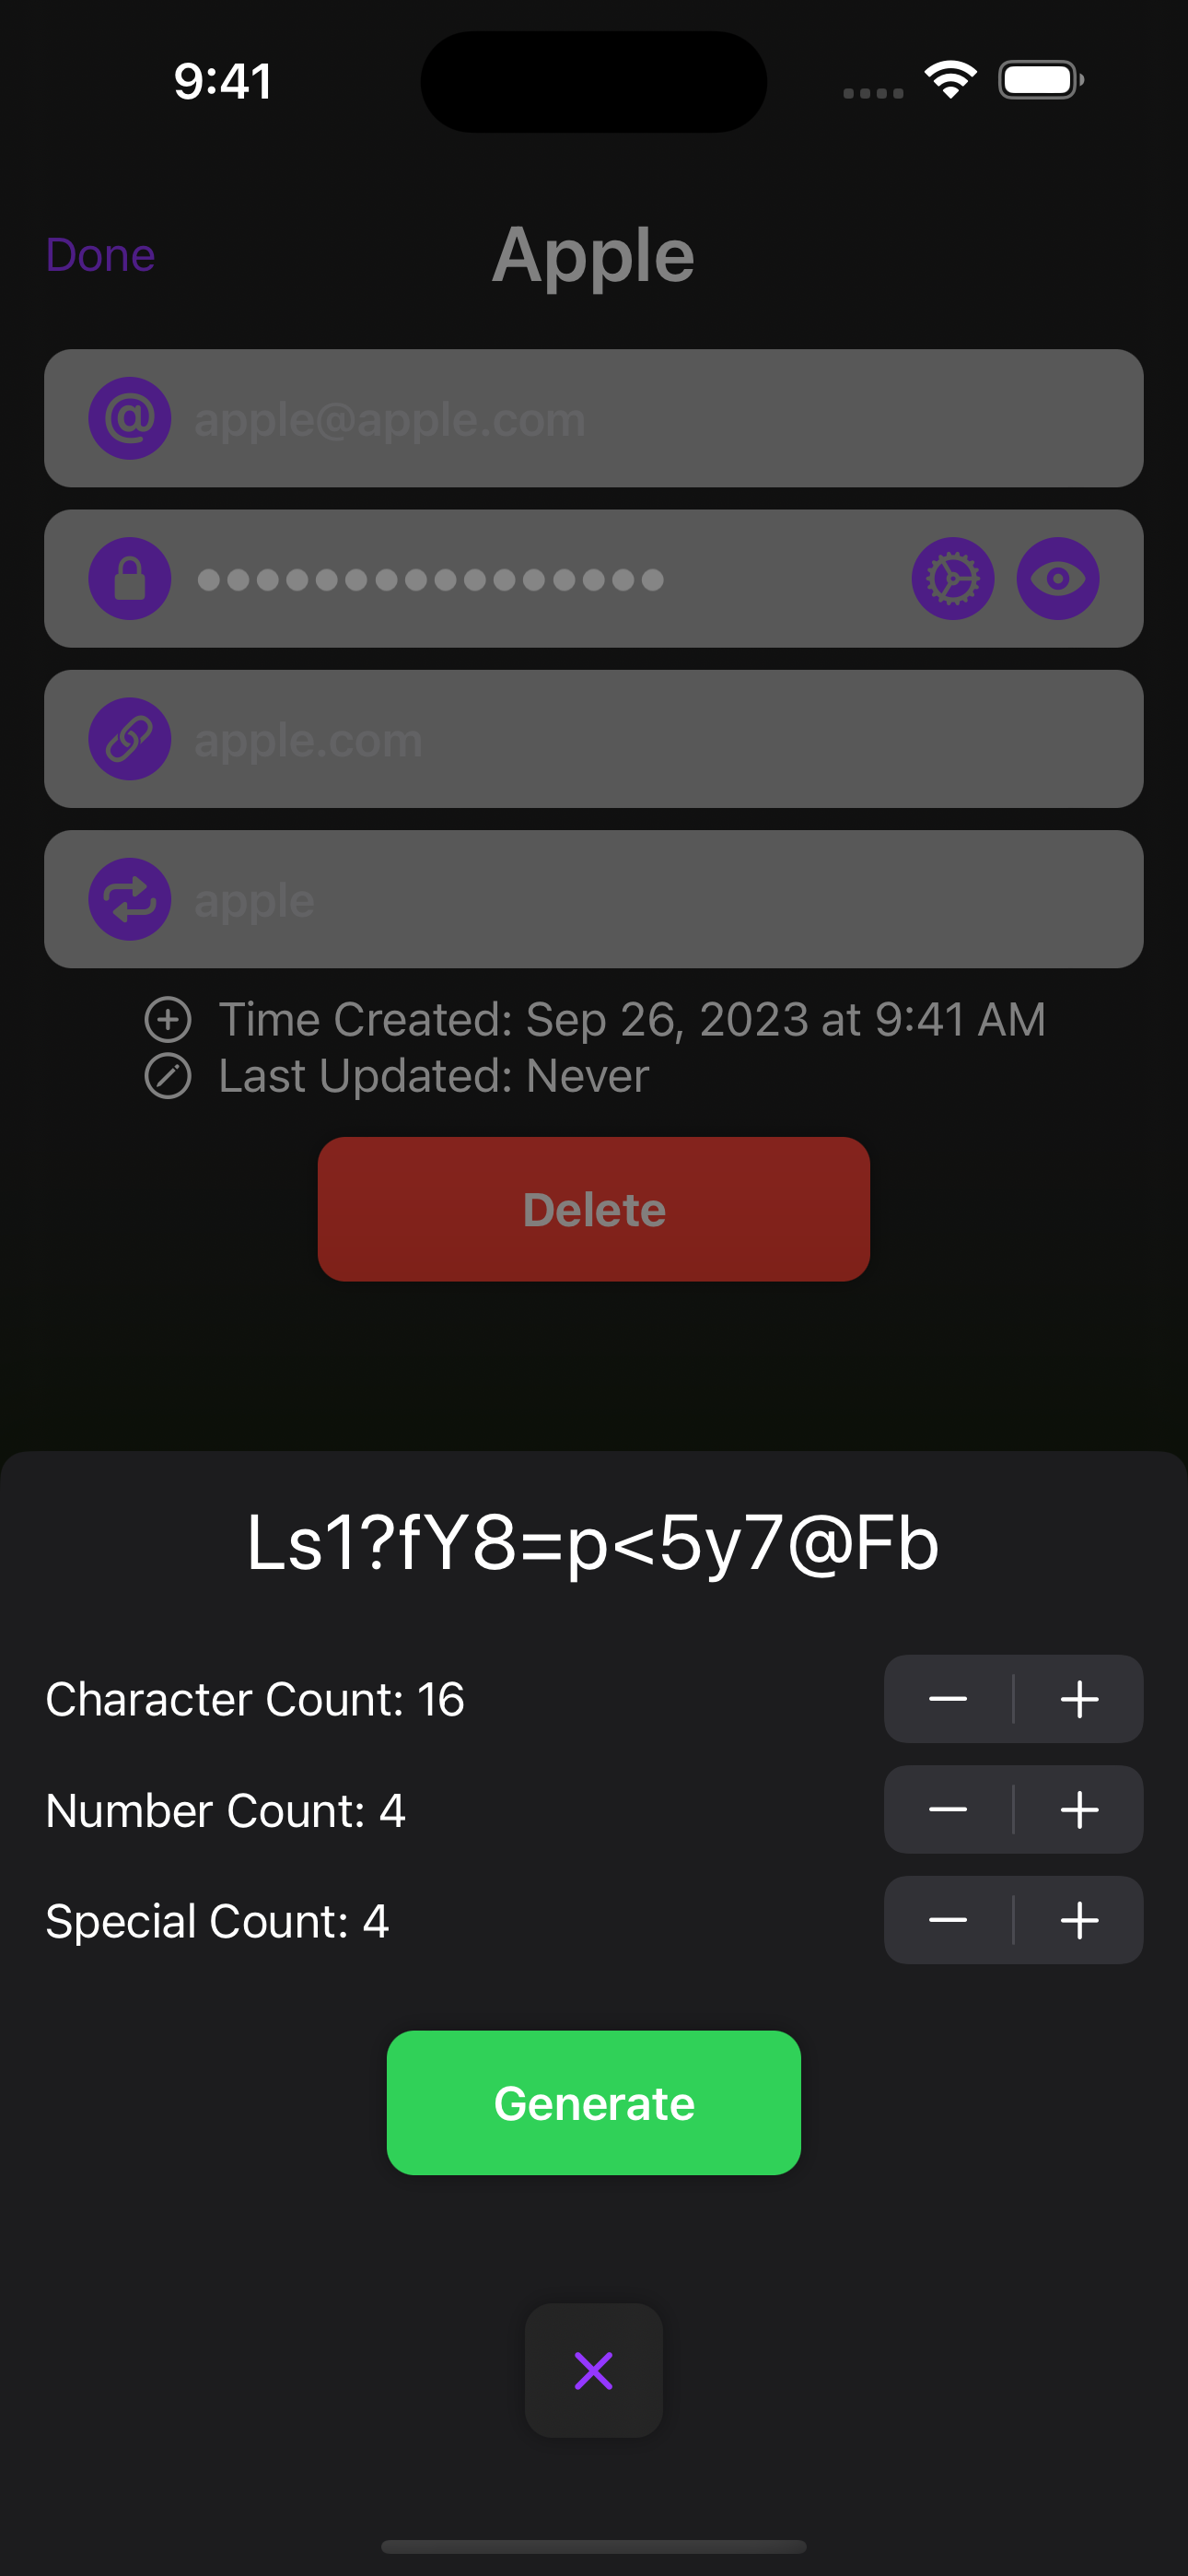 9:41
Done
Apple
apple@apple.com
●●●●●●●●●●●●●●●●
apple.com
apple
Time Created: Sep 26, 2023 at 9:41 AM
Last Updated: Never
Delete
Ls1?fY8=p<5y7@Fb
Character Count: 16
Number Count: 4
Special Count: 4
Generate